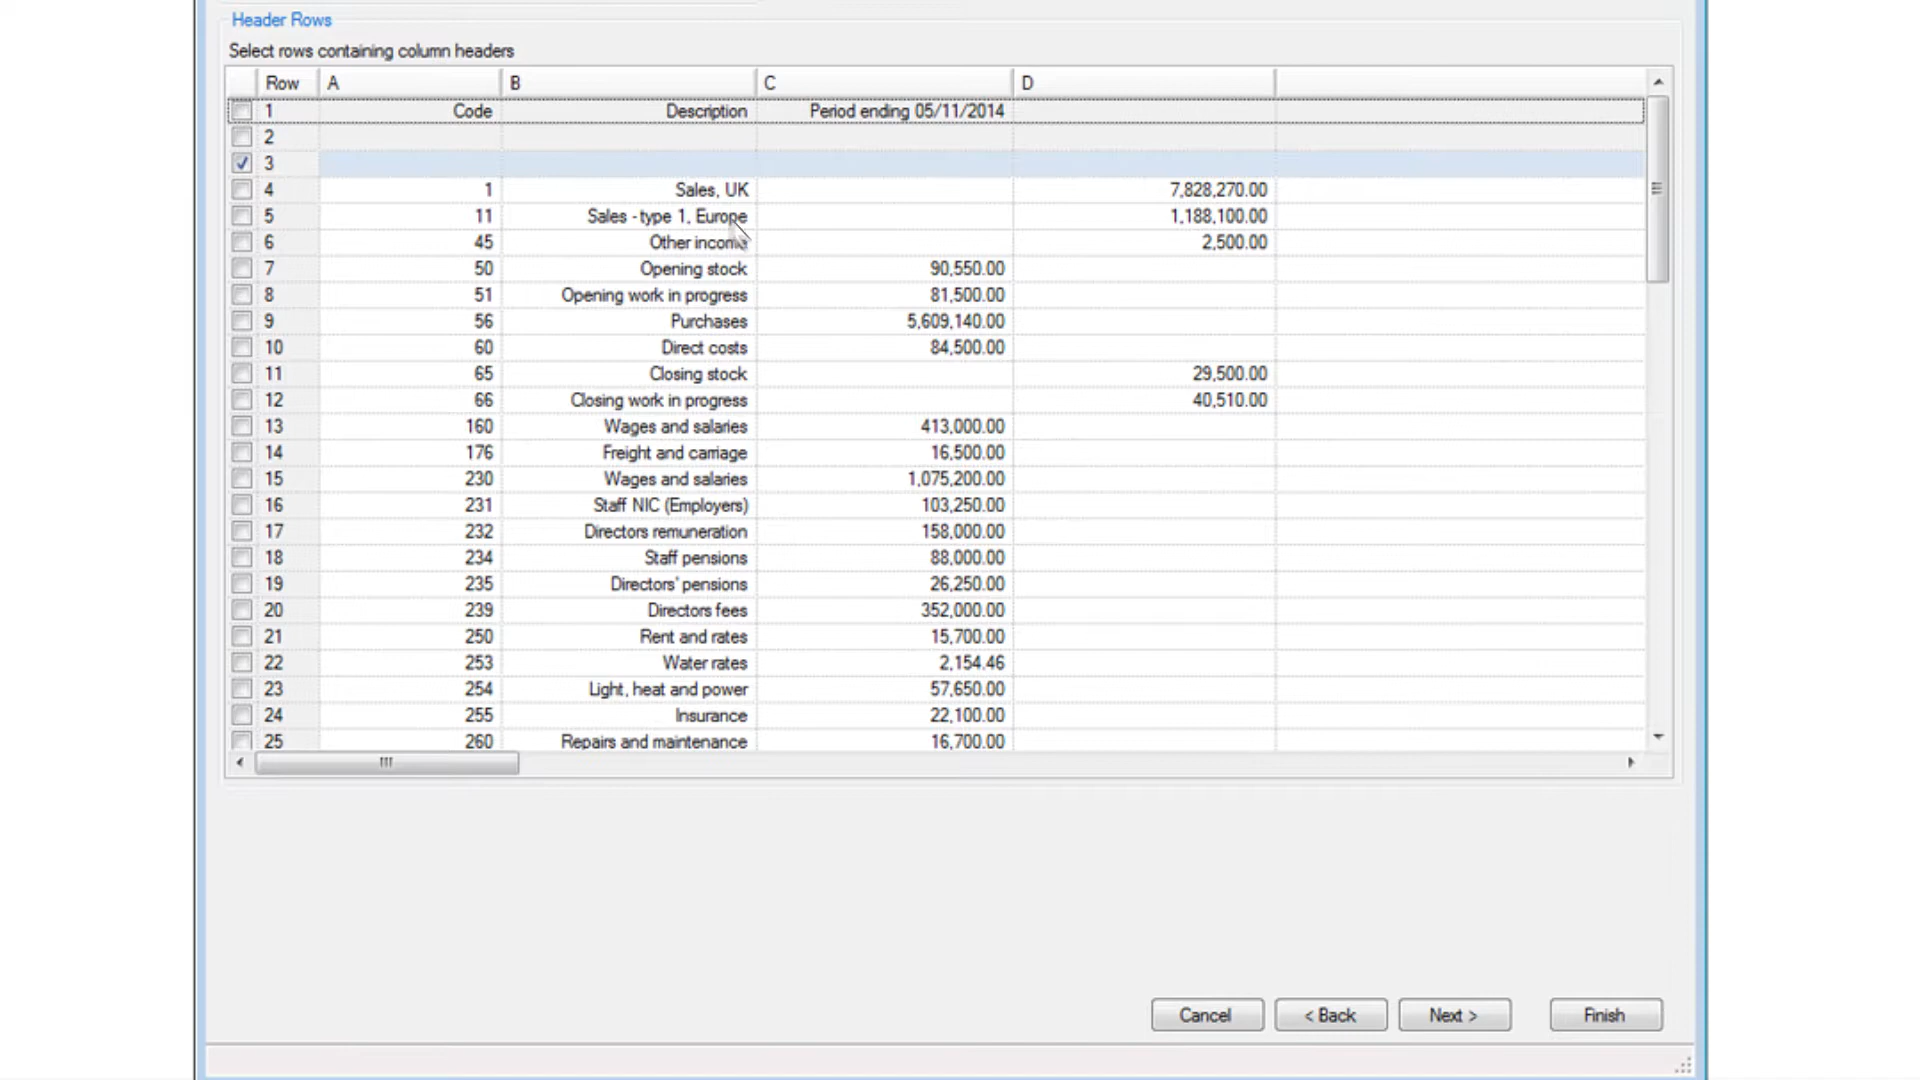 Header Rows
Select rows containing column headers
Row A B C D
1 Code Description Period ending 05/11/2014
2
3
4 1 Sales, UK 7,828,270.00
5 11 Sales - type 1, Europe 1,188,100.00
6 45 Other income 2,500.00
7 50 Opening stock 90,550.00
8 51 Opening work in progress 81,500.00
9 56 Purchases 5,609,140.00
10 60 Direct costs 84,500.00
11 65 Closing stock 29,500.00
12 66 Closing work in progress 40,510.00
13 160 Wages and salaries 413,000.00
14 176 Freight and carriage 16,500.00
15 230 Wages and salaries 1,075,200.00
16 231 Staff NIC (Employers) 103,250.00
17 232 Directors remuneration 158,000.00
18 234 Staff pensions 88,000.00
19 235 Directors' pensions 26,250.00
20 239 Directors fees 352,000.00
21 250 Rent and rates 15,700.00
22 253 Water rates 2,154.46
23 254 Light, heat and power 57,650.00
24 255 Insurance 22,100.00
25 260 Repairs and maintenance 16,700.00
Cancel < Back Next > Finish